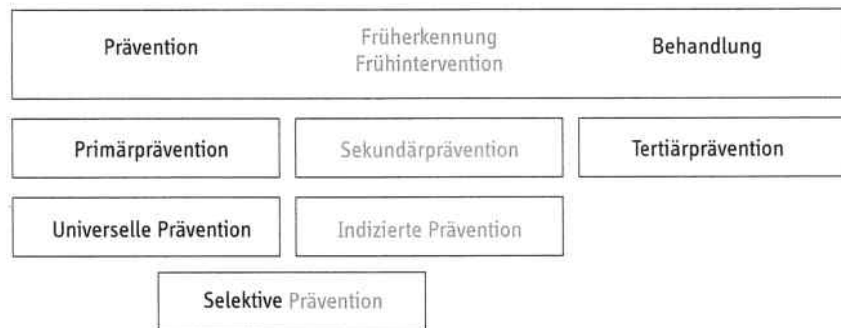 Prävention
Früherkennung
Frühintervention
Behandlung
Primärprävention
Sekundärprävention
Tertiärprävention
Universelle Prävention
Indizierte Prävention
Selektive Prävention